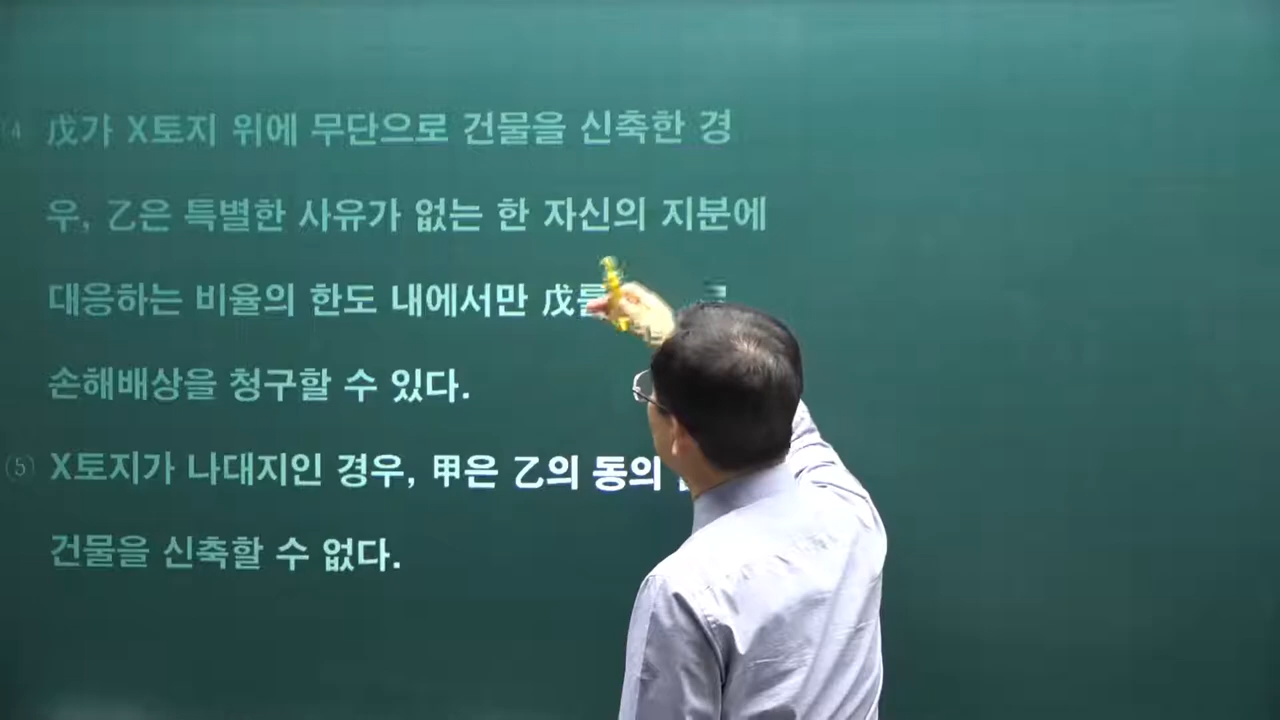 ④ 戊가 X토지 위에 무단으로 건물을 신축한 경
우, 乙은 특별한 사유가 없는 한 자신의 지분에
대응하는 비율의 한도 내에서만 戊를
손해배상을 청구할 수 있다.
⑤ X토지가 나대지인 경우, 甲은 乙의 동의
건물을 신축할 수 없다.